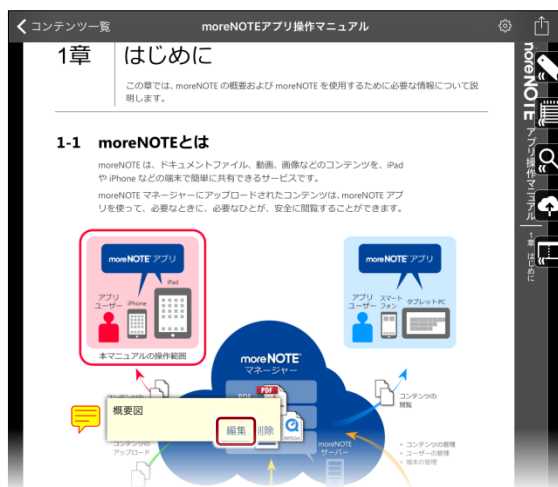 コンテンツ一覧
moreNOTEアプリ操作マニュアル
1章 はじめに
この章では、moreNOTE の概要および moreNOTE を使用するために必要な情報について説
明します。
1-1 moreNOTEとは
moreNOTE は、ドキュメントファイル、動画、画像などのコンテンツを、iPad
や iPhone などの端末で簡単に共有できるサービスです。
moreNOTE マネージャーにアップロードされたコンテンツは、moreNOTE アプ
リを使って、必要なときに、必要なひとが、安全に閲覧することができます。
moreNOTE アプリ
アプリ
ユーザー
iPhone
iPad
本マニュアルの操作範囲
moreNOTE アプリ
アプリ
ユーザー
スマート
フォン
タブレットPC
moreNOTE
マネージャー
PDF
PDF
概要図
編集
削除
コンテンツの
アップロード
moreNOTE
サーバー
コンテンツの
閲覧
• コンテンツの管理
• ユーザーの管理
• 端末の管理
moreNOTE アプリ操作マニュアル
1章 はじめに